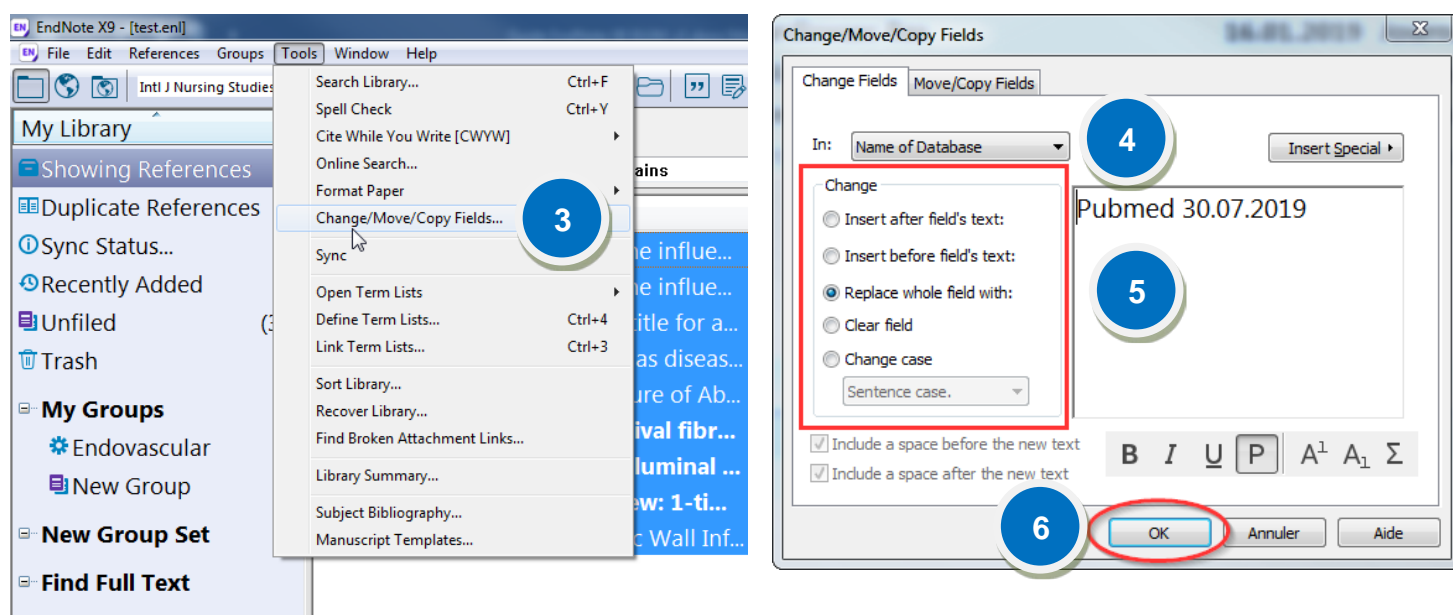 EN EndNote X9 - [test.enl]
EN File Edit References Groups Tools Window Help
Intl J Nursing Studies
My Library
Showing References
Duplicate References
Sync Status...
Recently Added
Unfiled
Trash
My Groups
Endovascular
New Group
New Group Set
Find Full Text
Search Library... Ctrl+F
Spell Check Ctrl+Y
Cite While You Write [CWYW]
Online Search...
Format Paper
Change/Move/Copy Fields...
Sync
Open Term Lists
Define Term Lists... Ctrl+4
Link Term Lists... Ctrl+3
Sort Library...
Recover Library...
Find Broken Attachment Links...
Library Summary...
Subject Bibliography...
Manuscript Templates...
3
ains
e influe...
e influe...
title for a...
as diseas...
ure of Ab...
ival fibr...
luminal ...
ew: 1-ti...
c Wall Inf...
Change/Move/Copy Fields
16.01.2019
Change Fields Move/Copy Fields
In: Name of Database 4 Insert Special
Change
Insert after field's text:
Insert before field's text:
Replace whole field with:
Clear field
Change case
Sentence case.
Pubmed 30.07.2019
5
Include a space before the new text
Include a space after the new text
B I U P A1 A1 Σ
6
OK Annuler Aide